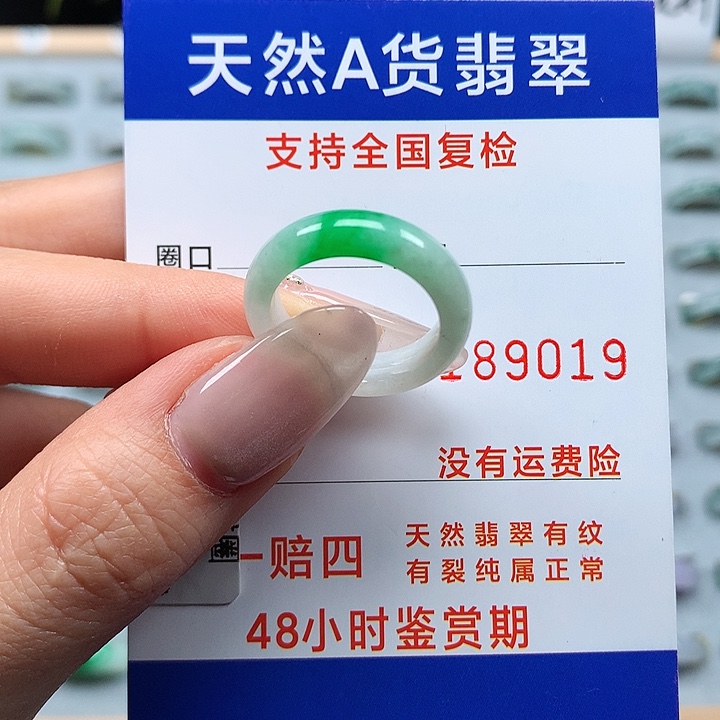 天然A货翡翠
支持全国复检
圈口
189019
没有运费险
一赔四
天然翡翠有纹
有裂纯属正常
48小时鉴赏期